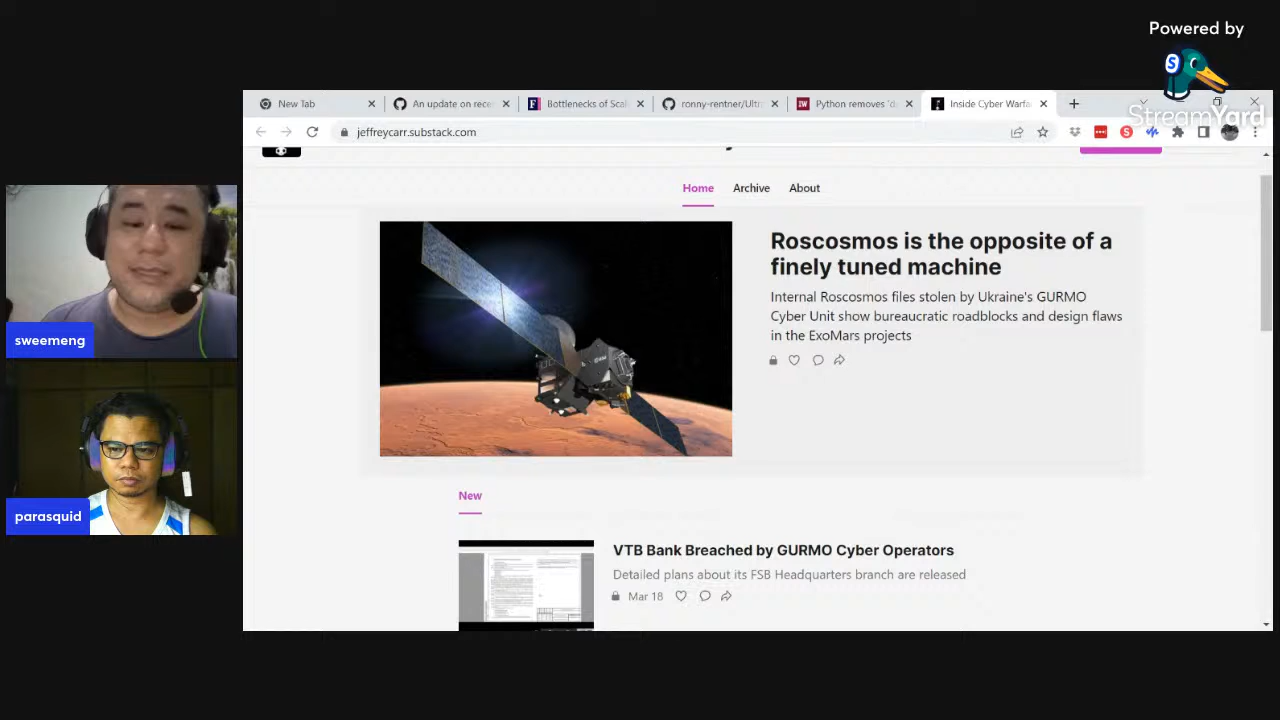 Powered by
StreamYard
New Tab
An update on rece
Bottlenecks of Scal
ronny-rentner/Ultr
Python removes 'de
Inside Cyber Warfa
jeffreycarr.substack.com
Home
Archive
About
Roscosmos is the opposite of a
finely tuned machine
Internal Roscosmos files stolen by Ukraine's GURMO
Cyber Unit show bureaucratic roadblocks and design flaws
in the ExoMars projects
New
VTB Bank Breached by GURMO Cyber Operators
Detailed plans about its FSB Headquarters branch are released
Mar 18
sweemeng
parasquid